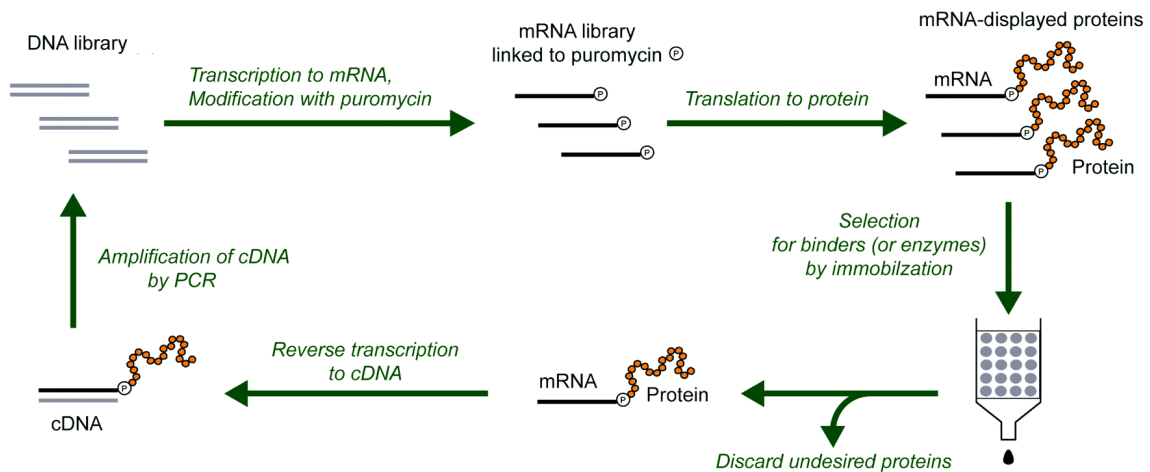 DNA library
Transcription to mRNA,
Modification with puromycin
mRNA library
linked to puromycin P
P
P
P
Translation to protein
mRNA-displayed proteins
mRNA
P
P
P
Protein
Selection
for binders (or enzymes)
by immobilzation
Discard undesired proteins
mRNA
P
Protein
Reverse transcription
to cDNA
P
cDNA
Amplification of cDNA
by PCR